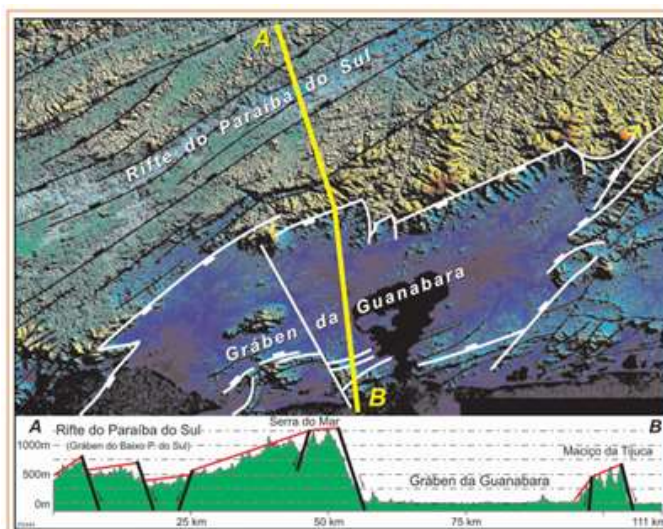 A
Rifte do Paraíba do Sul
Gráben da Guanabara
B
A
B
Rifte do Paraíba do Sul
(Gráben do Baixo P. do Sul)
Serra do Mar
Maciço da Tijuca
Gráben da Guanabara
1000m
500m
0m
25 km
50 km
75 km
111 km